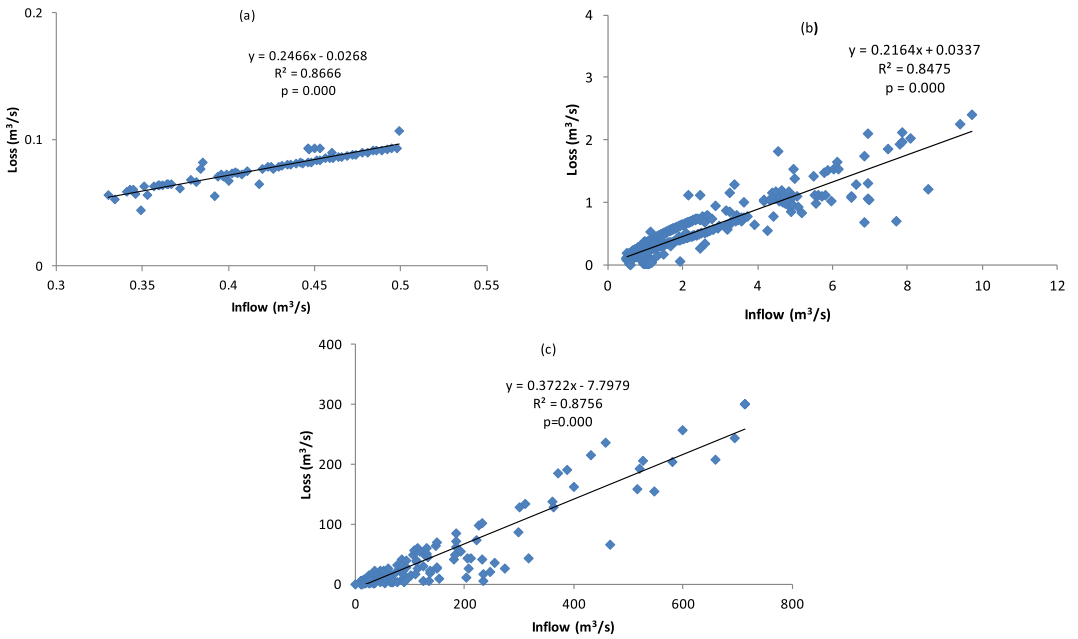 (a)
y = 0.2466x - 0.0268
R² = 0.8666
p = 0.000
Loss (m³/s)
0.2
0.1
0
0.3 0.35 0.4 0.45 0.5 0.55
Inflow (m³/s)
(b)
y = 0.2164x + 0.0337
R² = 0.8475
p = 0.000
Loss (m³/s)
4
3
2
1
0
0 2 4 6 8 10 12
Inflow (m³/s)
(c)
y = 0.3722x - 7.7979
R² = 0.8756
p=0.000
Loss (m³/s)
400
300
200
100
0
0 200 400 600 800
Inflow (m³/s)